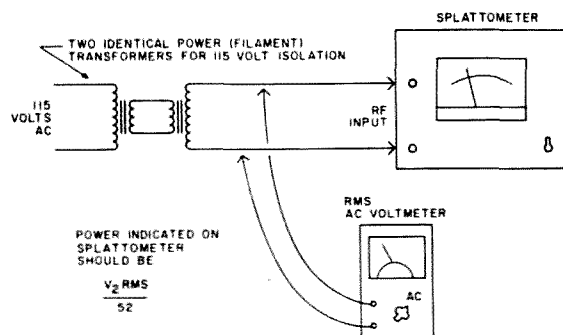 SPLATTOMETER
TWO IDENTICAL POWER (FILAMENT)
TRANSFORMERS FOR 115 VOLT ISOLATION
115
VOLTS
AC
RF
INPUT
RMS
AC VOLTMETER
POWER INDICATED ON
SPLATTOMETER
SHOULD BE
V2 RMS
52
AC